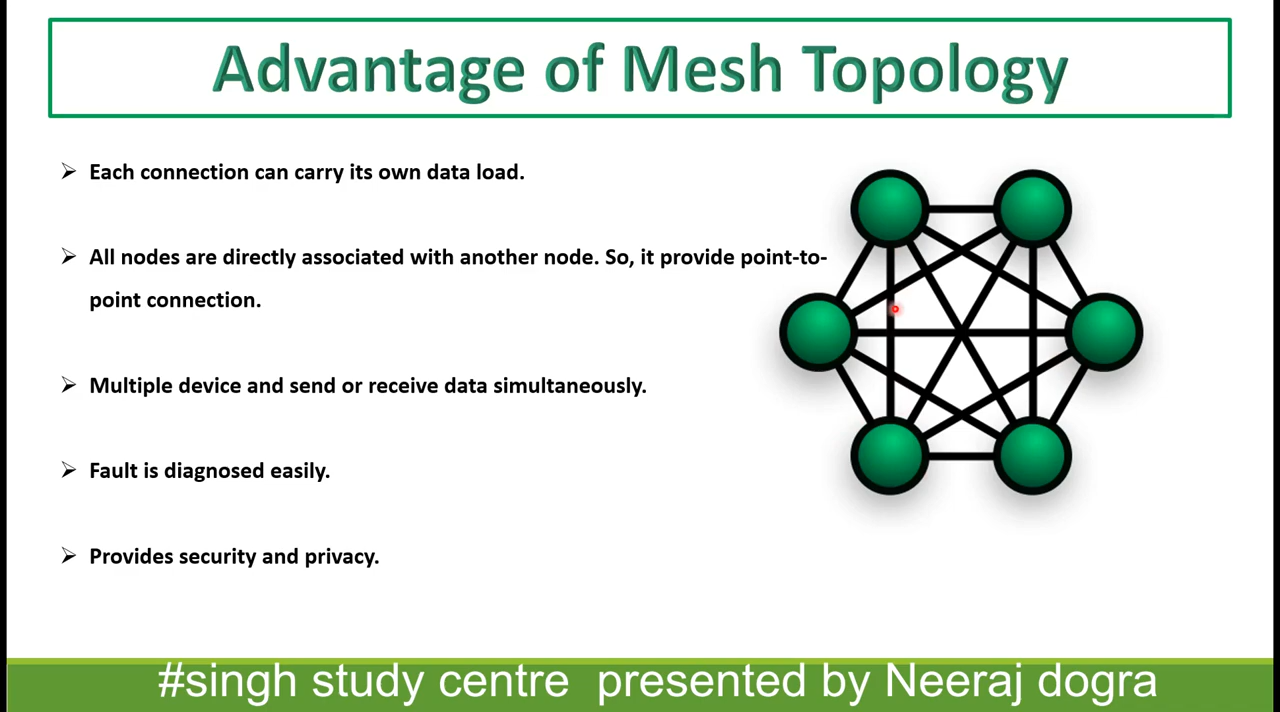 Advantage of Mesh Topology
Each connection can carry its own data load.
All nodes are directly associated with another node. So, it provide point-to-
point connection.
Multiple device and send or receive data simultaneously.
Fault is diagnosed easily.
Provides security and privacy.
#singh study centre presented by Neeraj dogra